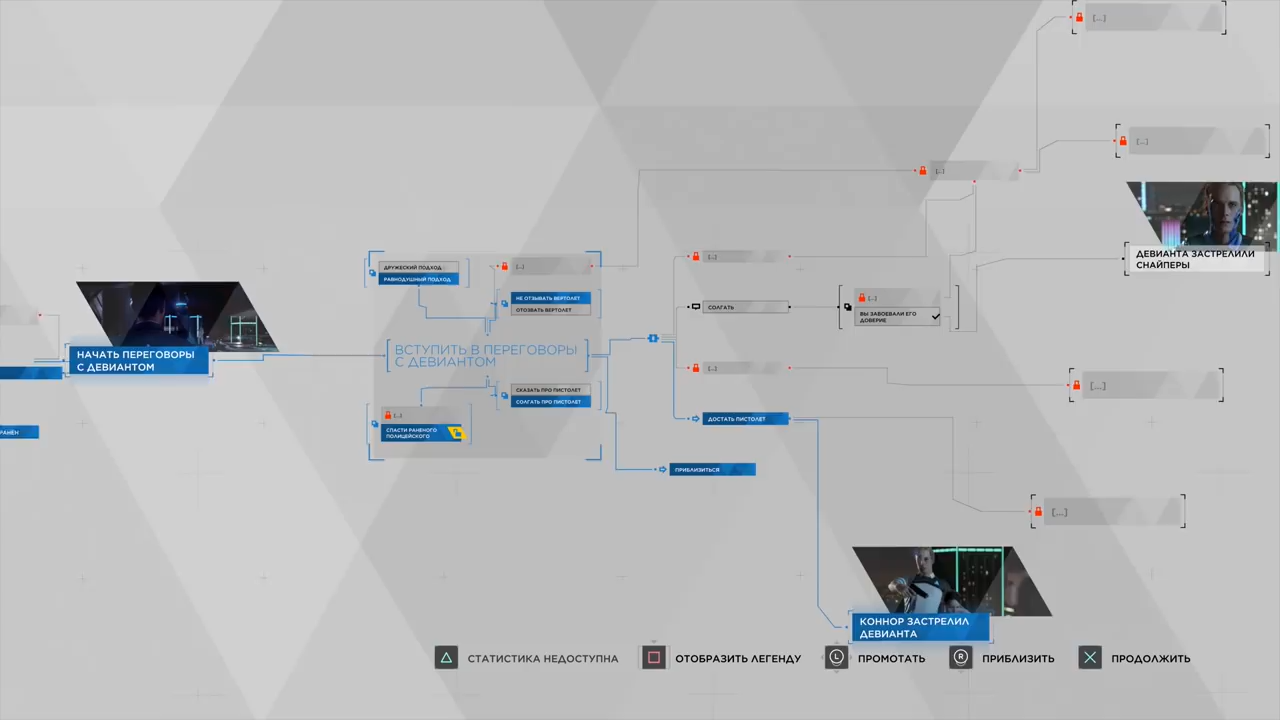 [...]
[...]
[...]
ДЕВИАНТА ЗАСТРЕЛИЛИ
СНАЙПЕРЫ
ДРУЖЕСКИЙ ПОДХОД
РАВНОДУШНЫЙ ПОДХОД
[...]
[...]
НЕ ОТЗЫВАТЬ ВЕРТОЛЕТ
ОТОЗВАТЬ ВЕРТОЛЕТ
СОЛГАТЬ
[...]
ВЫ ЗАВОЕВАЛИ ЕГО
ДОВЕРИЕ
НАЧАТЬ ПЕРЕГОВОРЫ
С ДЕВИАНТОМ
ВСТУПИТЬ В ПЕРЕГОВОРЫ
С ДЕВИАНТОМ
[...]
[...]
СКАЗАТЬ ПРО ПИСТОЛЕТ
СОЛГАТЬ ПРО ПИСТОЛЕТ
[...]
СПАСТИ РАНЕНОГО
ПОЛИЦЕЙСКОГО
ДОСТАТЬ ПИСТОЛЕТ
РАНЕН
ПРИБЛИЗИТЬСЯ
[...]
КОННОР ЗАСТРЕЛИЛ
ДЕВИАНТА
СТАТИСТИКА НЕДОСТУПНА
ОТОБРАЗИТЬ ЛЕГЕНДУ
L ПРОМОТАТЬ
R ПРИБЛИЗИТЬ
ПРОДОЛЖИТЬ